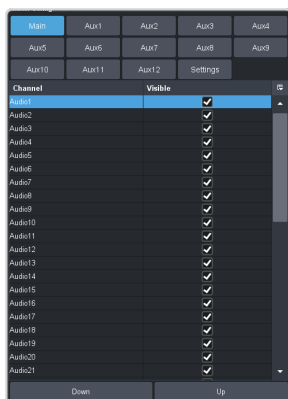 Main Aux1 Aux2 Aux3 Aux4
Aux5 Aux6 Aux7 Aux8 Aux9
Aux10 Aux11 Aux12 Settings
Channel Visible
Audio1
Audio2
Audio3
Audio4
Audio5
Audio6
Audio7
Audio8
Audio9
Audio10
Audio11
Audio12
Audio13
Audio14
Audio15
Audio16
Audio17
Audio18
Audio19
Audio20
Audio21
Down Up